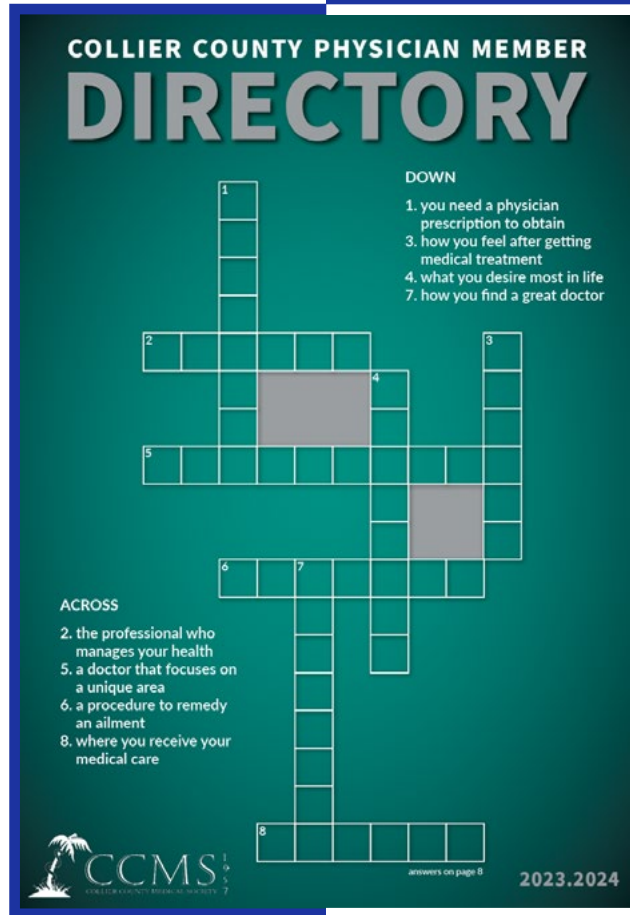 COLLIER COUNTY PHYSICIAN MEMBER
DIRECTORY
DOWN
1. you need a physician
prescription to obtain
3. how you feel after getting
medical treatment
4. what you desire most in life
7. how you find a great doctor
1
2
3
4
5
6
7
8
ACROSS
2. the professional who
manages your health
5. a doctor that focuses on
a unique area
6. a procedure to remedy
an ailment
8. where you receive your
medical care
CCMS
1957
COLLIER COUNTY MEDICAL SOCIETY
answers on page 8
2023.2024